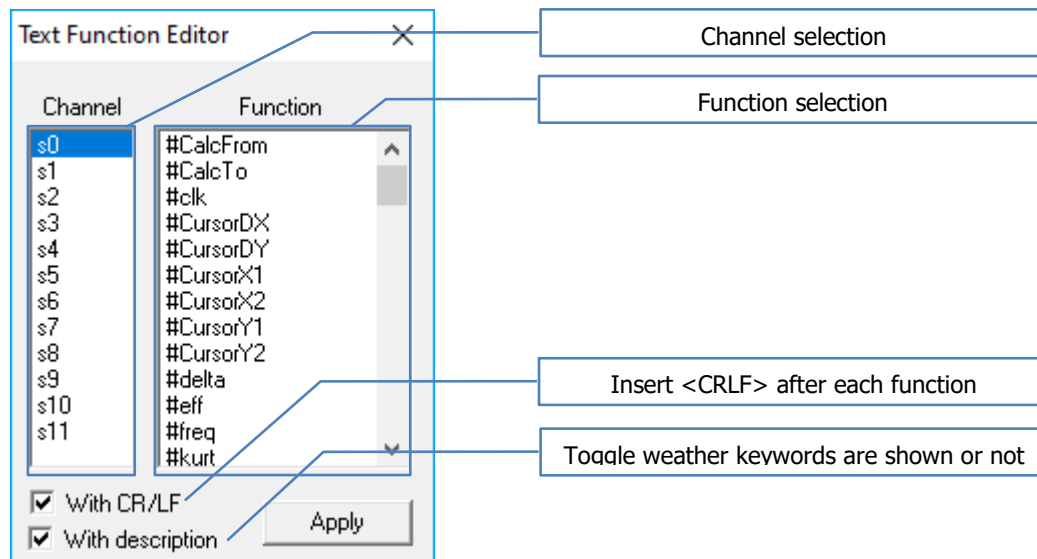 Text Function Editor
Channel selection
Function selection
Channel
Function
s0
s1
s2
s3
s4
s5
s6
s7
s8
s9
s10
s11
#CalcFrom
#CalcTo
#clk
#CursorDX
#CursorDY
#CursorX1
#CursorX2
#CursorY1
#CursorY2
#delta
#eff
#freq
#kurt
Insert <CRLF> after each function
Toggle weather keywords are shown or not
With CR/LF
With description
Apply